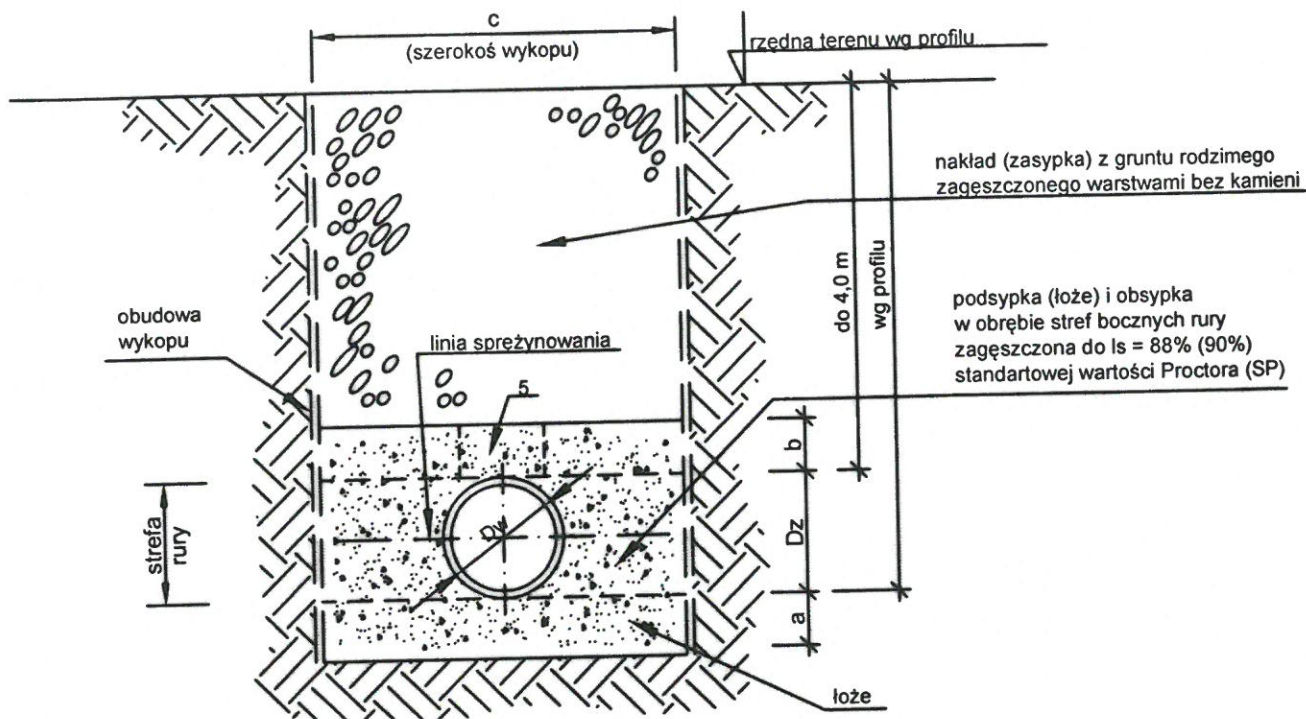 c
(szerokoś wykopu)
rzędna terenu wg profilu
nakład (zasypka) z gruntu rodzimego
zagęszczonego warstwami bez kamieni
do 4,0 m
wg profilu
podsypka (łoże) i obsypka
w obrębie stref bocznych rury
zagęszczona do Is = 88% (90%)
standartowej wartości Proctora (SP)
obudowa
wykopu
linia sprężynowania
5
b
Dz
a
strefa
rury
łoże